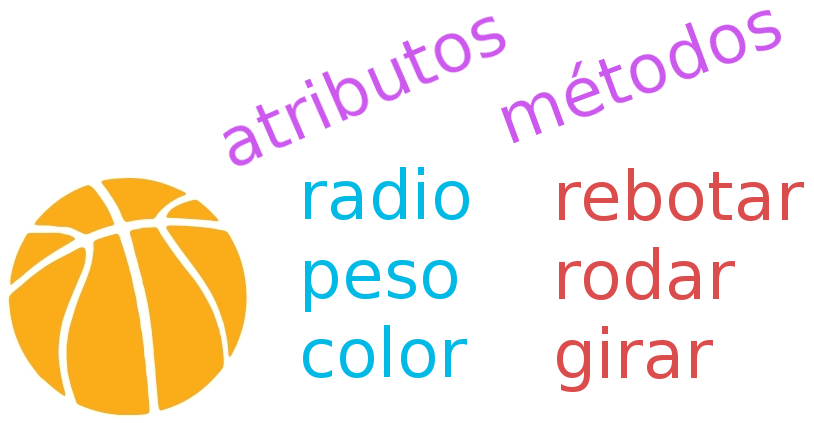 atributos métodos
radio rebotar
peso rodar
color girar